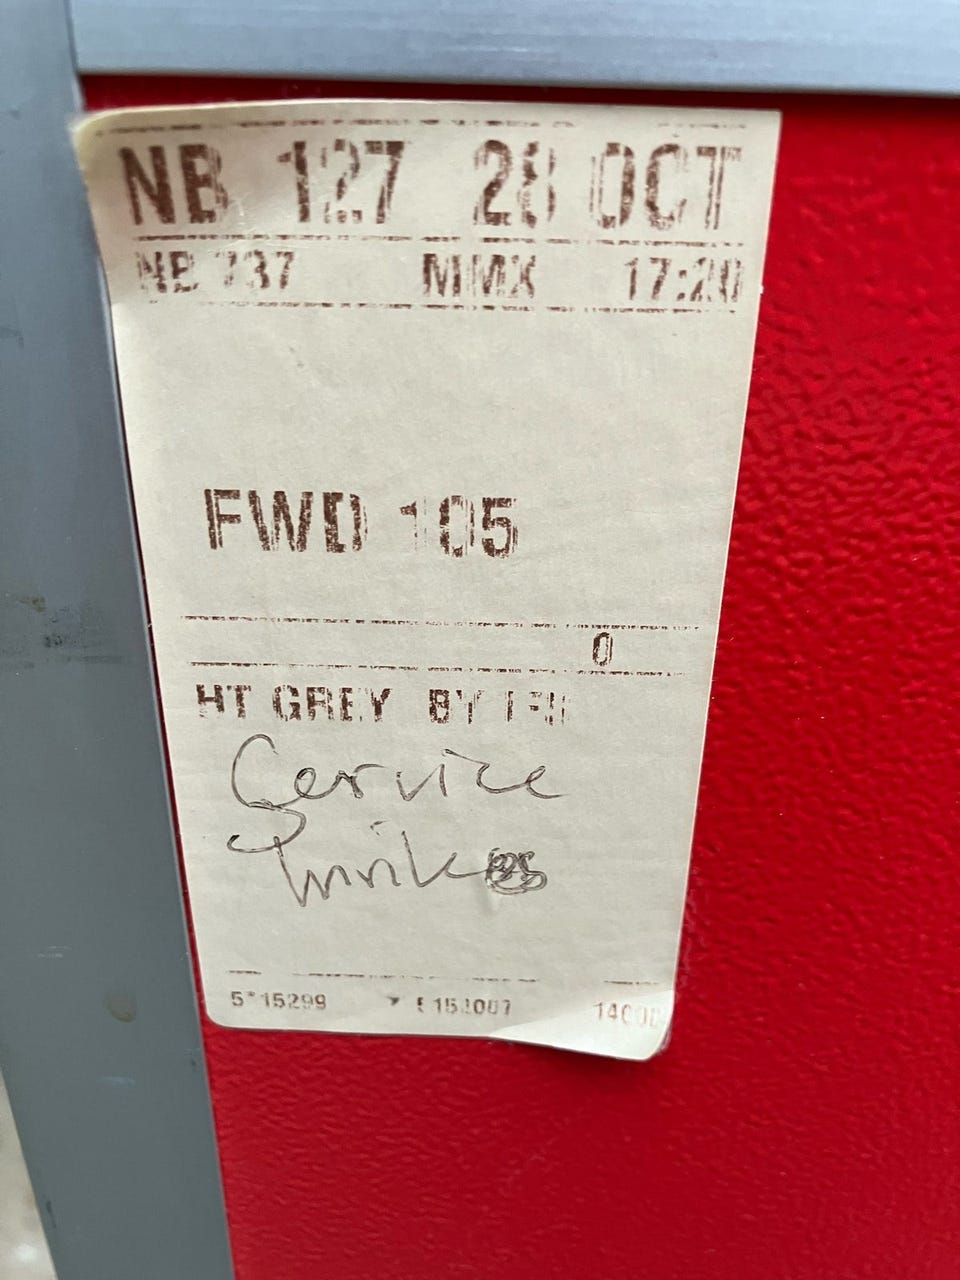 NB 127 28 OCT
NB 737 MMX 17:20
FWD 105
0
HT GREY BY
Service
5*15299